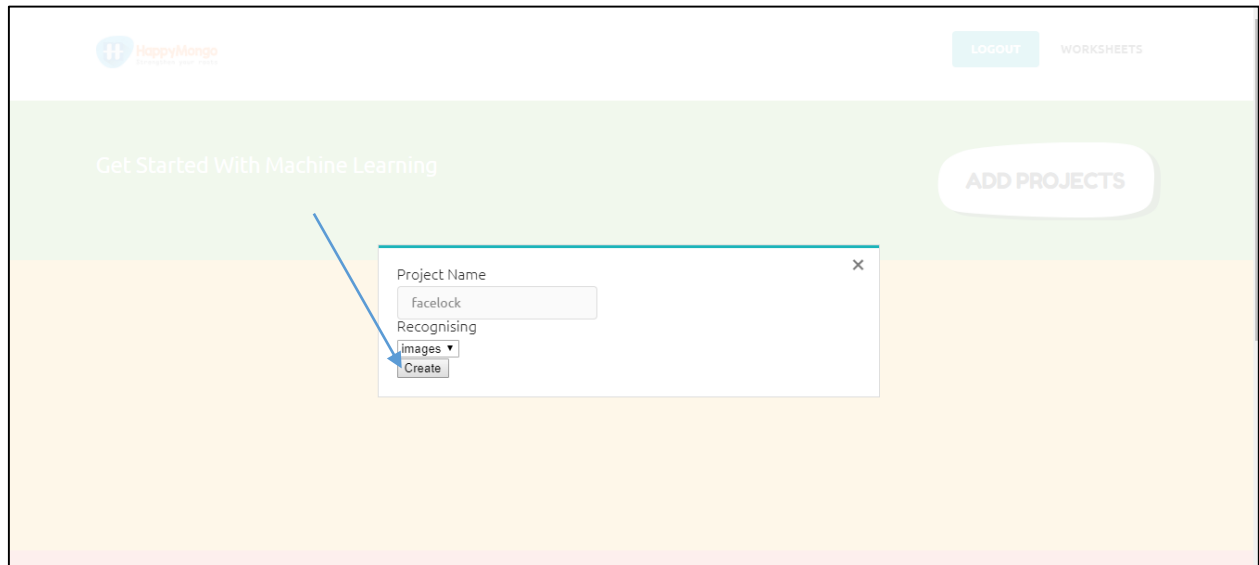 HappyMongo
LOGOUT WORKSHEETS
Get Started With Machine Learning
ADD PROJECTS
Project Name
facelock
Recognising
images
Create